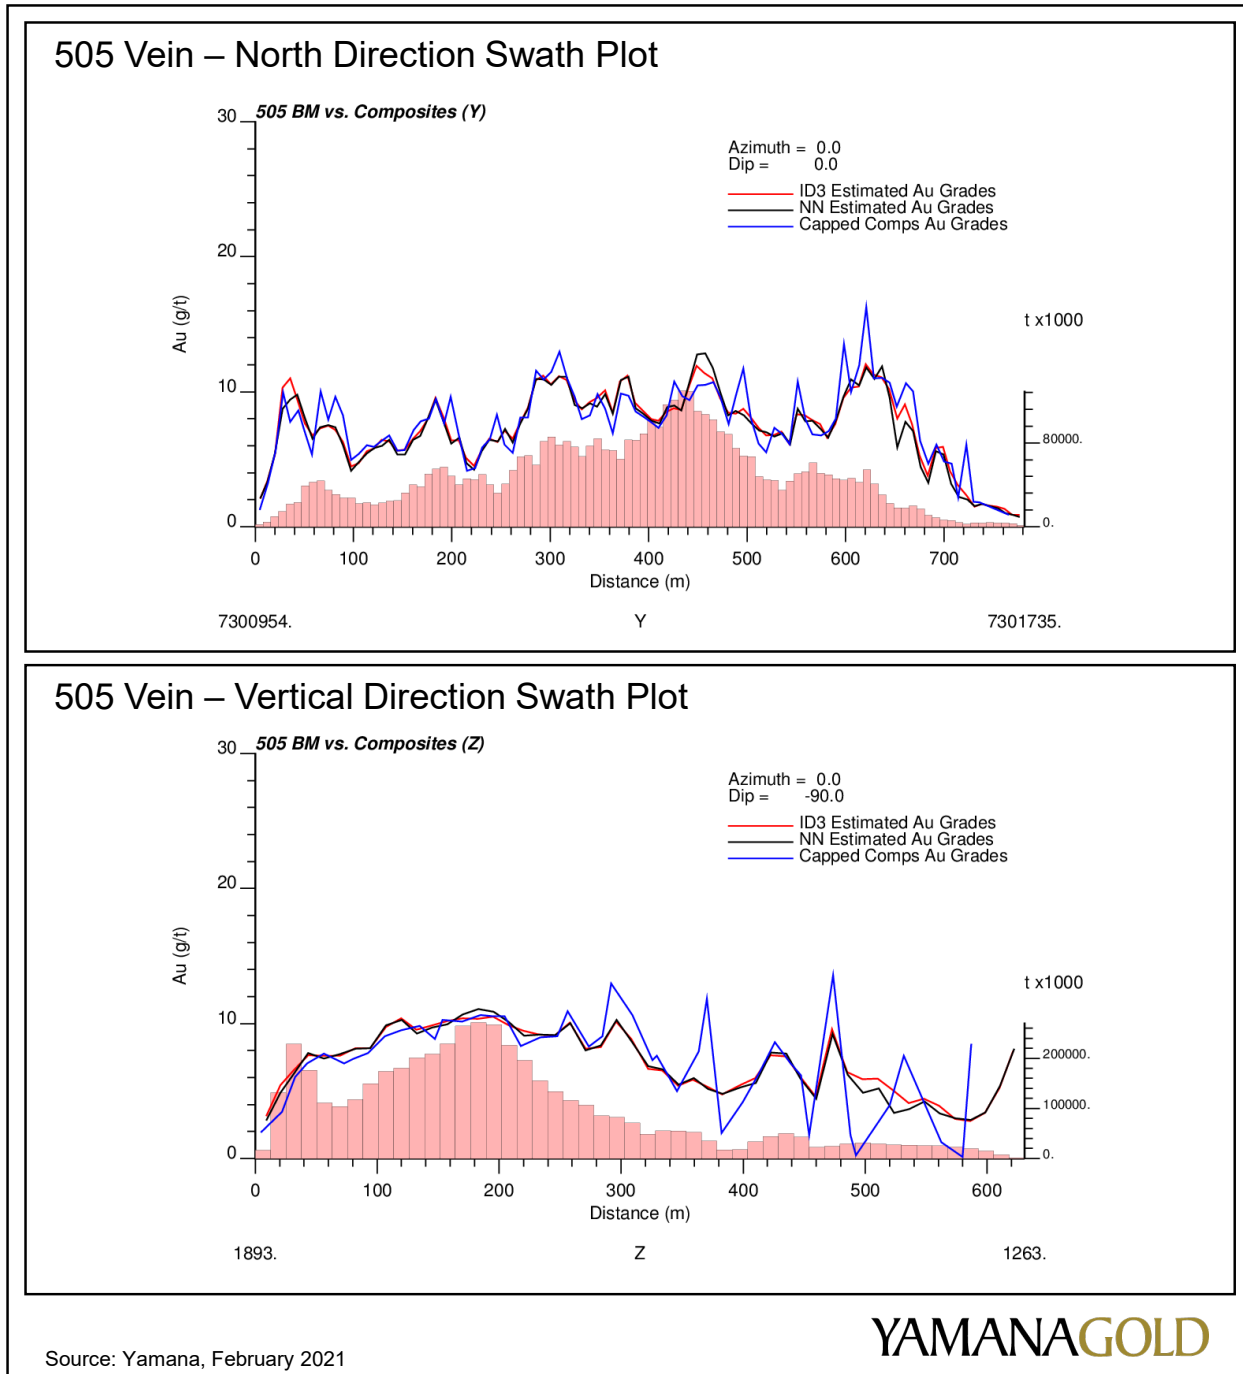 505 Vein – North Direction Swath Plot
505 BM vs. Composites (Y)
Azimuth = 0.0
Dip = 0.0
ID3 Estimated Au Grades
NN Estimated Au Grades
Capped Comps Au Grades
30
20
10
0
Au (g/t)
t x1000
80000.
0.
0 100 200 300 400 500 600 700
Distance (m)
7300954. Y 7301735.
505 Vein – Vertical Direction Swath Plot
505 BM vs. Composites (Z)
Azimuth = 0.0
Dip = -90.0
ID3 Estimated Au Grades
NN Estimated Au Grades
Capped Comps Au Grades
30
20
10
0
Au (g/t)
t x1000
200000.
100000.
0.
0 100 200 300 400 500 600
Distance (m)
1893. Z 1263.
YAMANAGOLD
Source: Yamana, February 2021